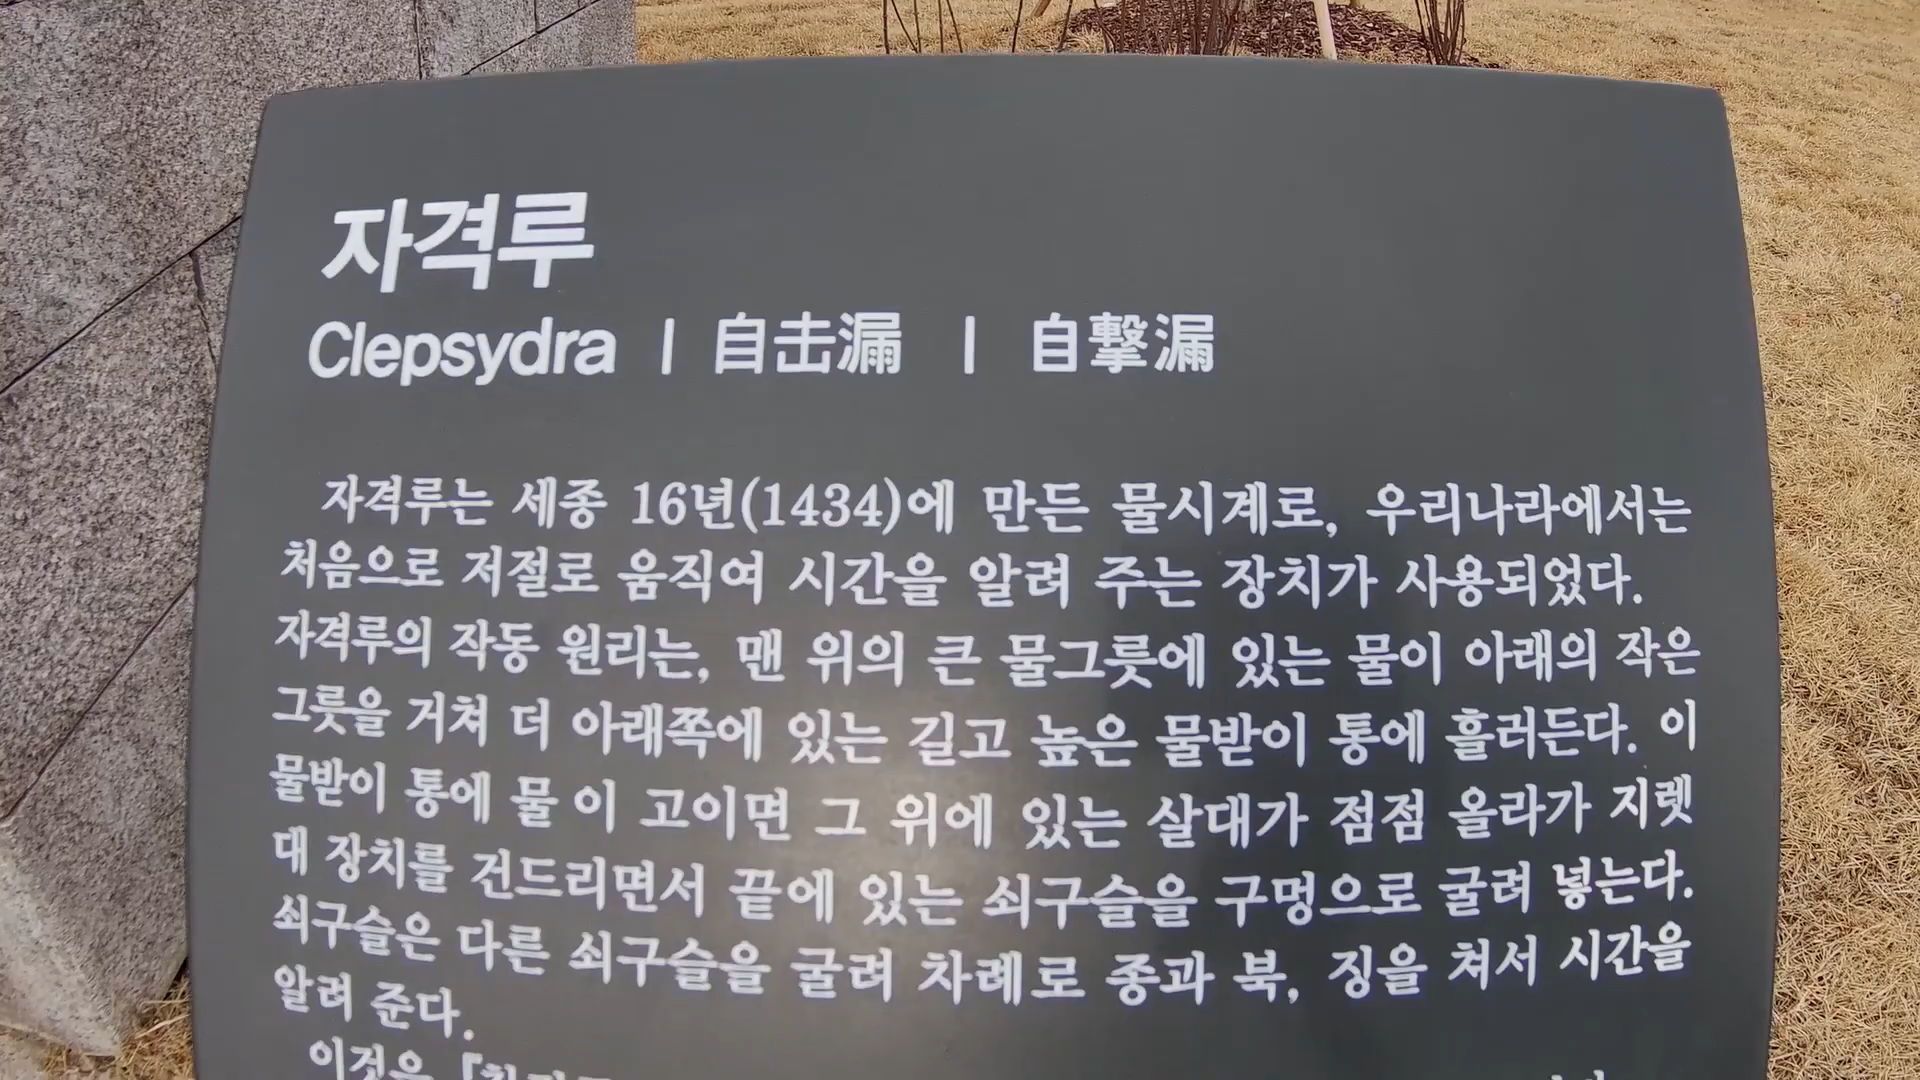 자격루
Clepsydra | 自击漏 | 自擊漏
자격루는 세종 16년(1434)에 만든 물시계로, 우리나라에서는
처음으로 저절로 움직여 시간을 알려 주는 장치가 사용되었다.
자격루의 작동 원리는, 맨 위의 큰 물그릇에 있는 물이 아래의 작은
그릇을 거쳐 더 아래쪽에 있는 길고 높은 물받이 통에 흘러든다. 이
물받이 통에 물 이 고이면 그 위에 있는 살대가 점점 올라가 지렛
대 장치를 건드리면서 끝에 있는 쇠구슬을 구멍으로 굴려 넣는다.
쇠구슬은 다른 쇠구슬을 굴려 차례로 종과 북, 징을 쳐서 시간을
알려 준다.
이것은